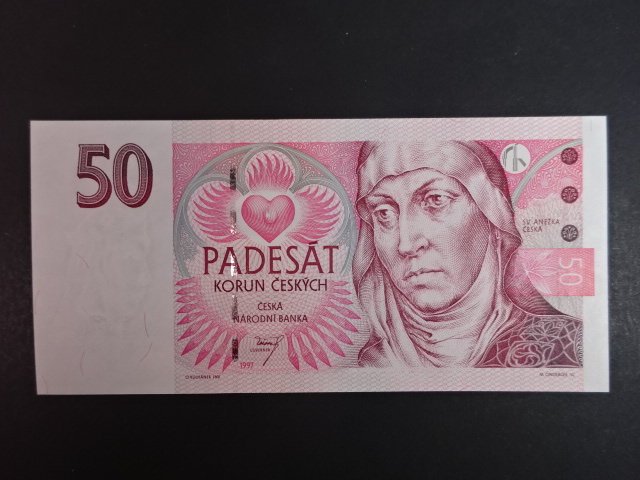 50
SV. ANEŽKA
ČESKÁ
PADESÁT
KORUN ČESKÝCH
50
ČESKÁ
NÁRODNÍ BANKA
1997